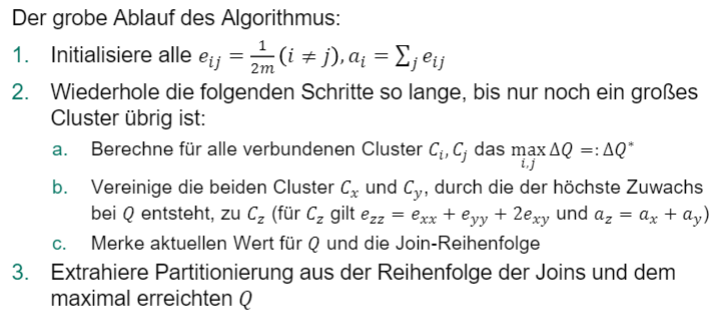 Der grobe Ablauf des Algorithmus:
1. Initialisiere alle $e_{ij} = \frac{1}{2m} (i \neq j), a_i = \sum_j e_{ij}$
2. Wiederhole die folgenden Schritte so lange, bis nur noch ein großes
Cluster übrig ist:
a. Berechne für alle verbundenen Cluster $C_i, C_j$ das $\max_{i,j} \Delta Q =: \Delta Q^*$
b. Vereinige die beiden Cluster $C_x$ und $C_y$, durch die der höchste Zuwachs
bei $Q$ entsteht, zu $C_z$ (für $C_z$ gilt $e_{zz} = e_{xx} + e_{yy} + 2e_{xy}$ und $a_z = a_x + a_y$)
c. Merke aktuellen Wert für $Q$ und die Join-Reihenfolge
3. Extrahiere Partitionierung aus der Reihenfolge der Joins und dem
maximal erreichten $Q$